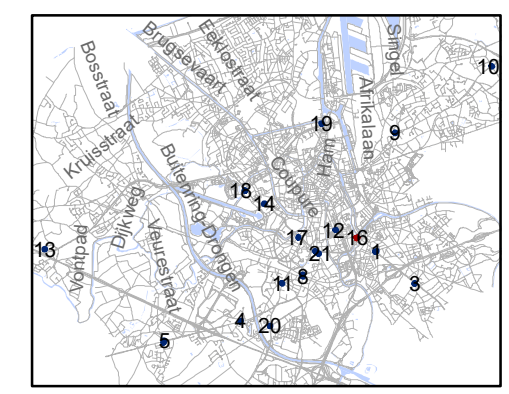 Singel
Eeklostraat
Brugsevaart
Bosstraat
10
Afrikalaan
19
9
Kruisstraat
Ham
Coupure
Buitenring-Drongen
18
14
Dijkweg
12
17
16
13
21
1
Vontpad
Veurestraat
8
11
3
4
20
5